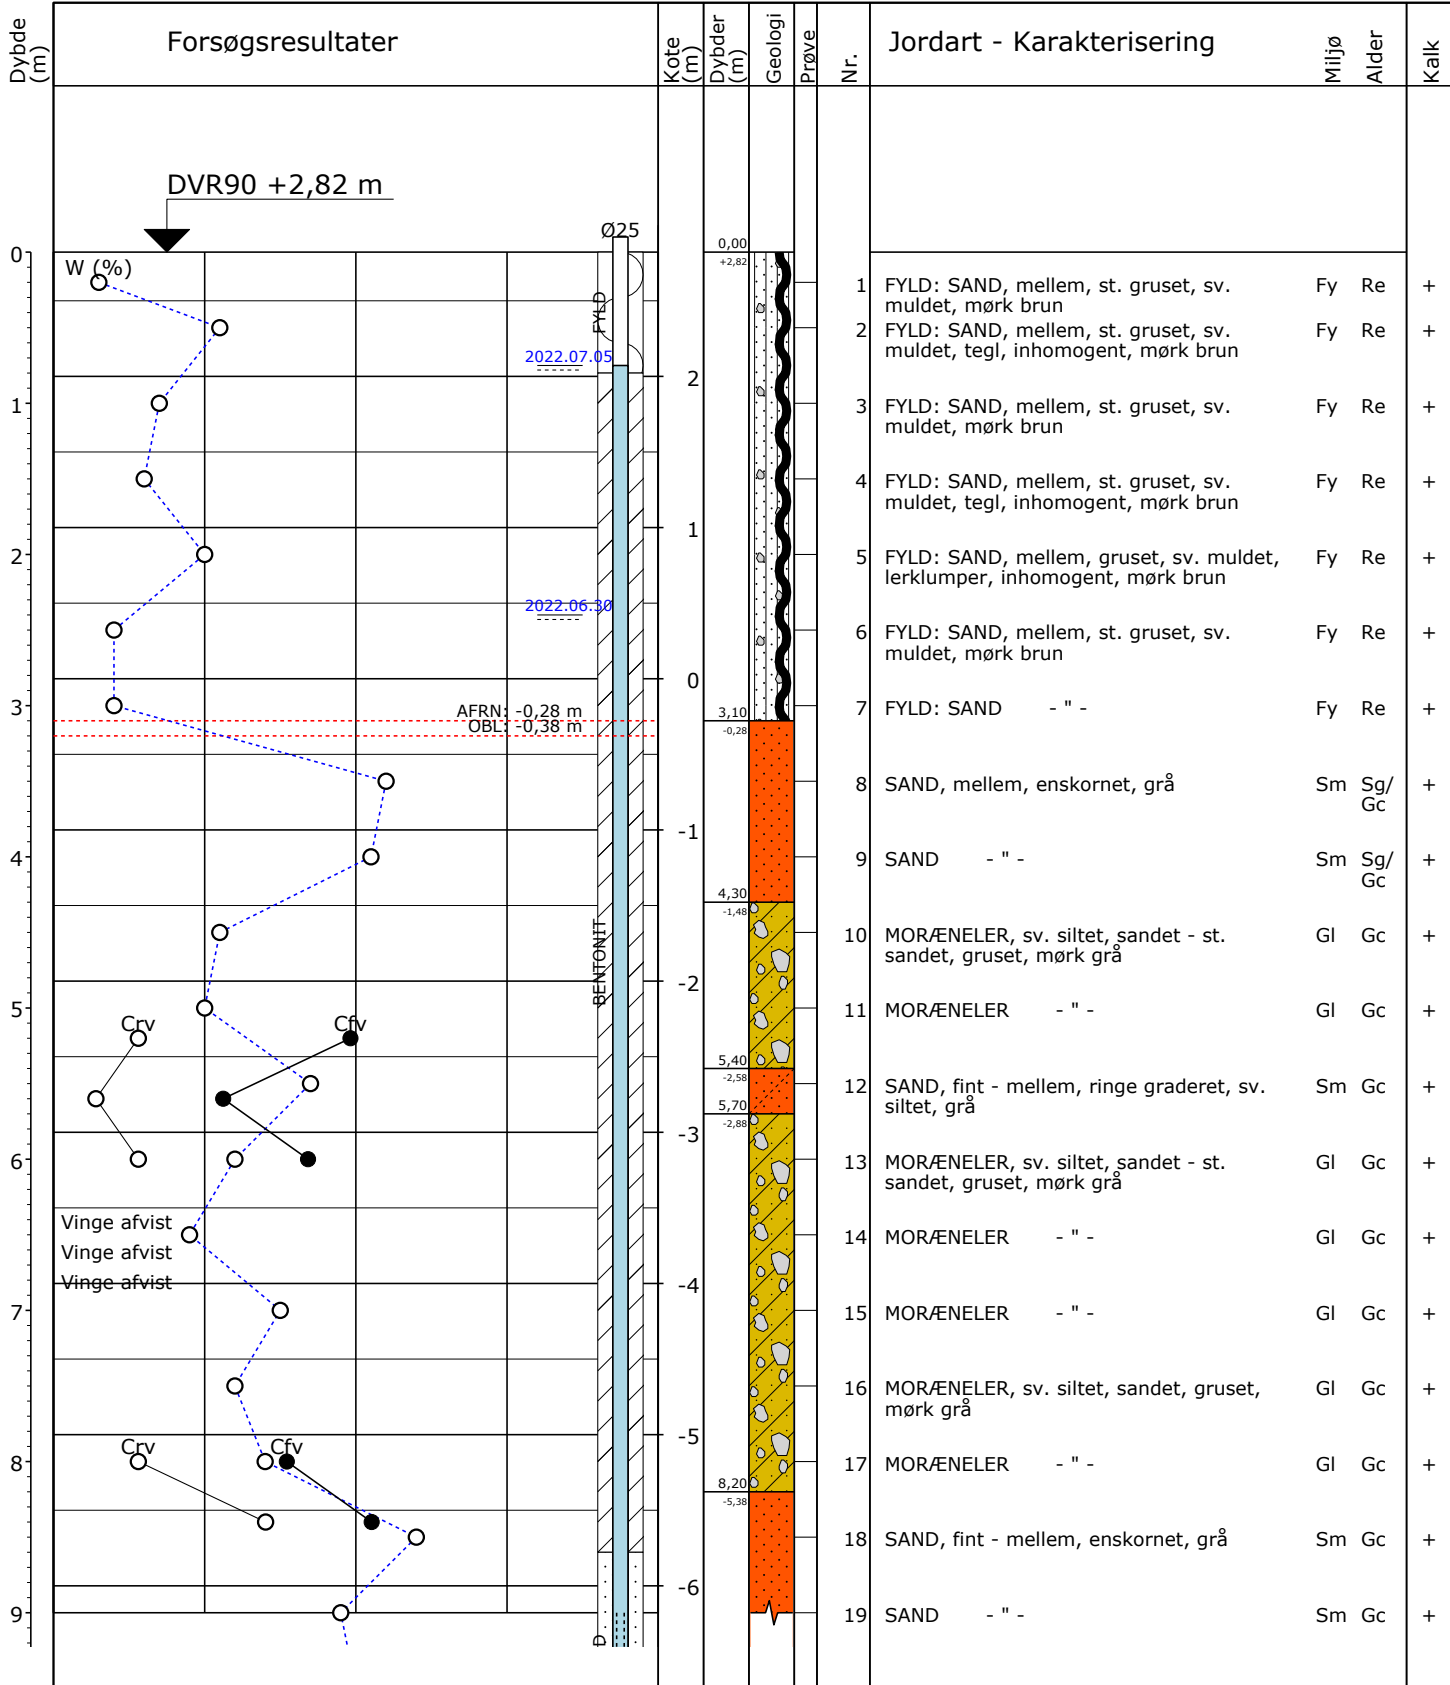 Dybde (m)
Forsøgsresultater
Kote (m)
Dybder (m)
Geologi
Prøve
Nr.
Jordart - Karakterisering
Miljø
Alder
Kalk
DVR90 +2,82 m
Ø25
0,00
+2,82
0
W (%)
FYLD
1 FYLD: SAND, mellem, st. gruset, sv. Fy Re +
muldet, mørk brun
2 FYLD: SAND, mellem, st. gruset, sv. Fy Re +
muldet, tegl, inhomogent, mørk brun
2022.07.05
2
1
3 FYLD: SAND, mellem, st. gruset, sv. Fy Re +
muldet, mørk brun
4 FYLD: SAND, mellem, st. gruset, sv. Fy Re +
muldet, tegl, inhomogent, mørk brun
1
2
5 FYLD: SAND, mellem, gruset, sv. muldet, Fy Re +
lerklumper, inhomogent, mørk brun
2022.06.30
6 FYLD: SAND, mellem, st. gruset, sv. Fy Re +
muldet, mørk brun
0
3
AFRN: -0,28 m
OBL: -0,38 m
3,10
-0,28
7 FYLD: SAND - " - Fy Re +
8 SAND, mellem, enskornet, grå Sm Sg/ +
Gc
-1
4
9 SAND - " - Sm Sg/ +
Gc
4,30
-1,48
10 MORÆNELER, sv. siltet, sandet - st. Gl Gc +
sandet, gruset, mørk grå
BENTONIT
-2
5
11 MORÆNELER - " - Gl Gc +
Crv
Cfv
5,40
-2,58
12 SAND, fint - mellem, ringe graderet, sv. Sm Gc +
siltet, grå
5,70
-2,88
-3
6
13 MORÆNELER, sv. siltet, sandet - st. Gl Gc +
sandet, gruset, mørk grå
Vinge afvist
Vinge afvist
Vinge afvist
14 MORÆNELER - " - Gl Gc +
-4
7
15 MORÆNELER - " - Gl Gc +
16 MORÆNELER, sv. siltet, sandet, gruset, Gl Gc +
mørk grå
-5
Crv
Cfv
8
17 MORÆNELER - " - Gl Gc +
8,20
-5,38
18 SAND, fint - mellem, enskornet, grå Sm Gc +
-6
9
19 SAND - " - Sm Gc +
D